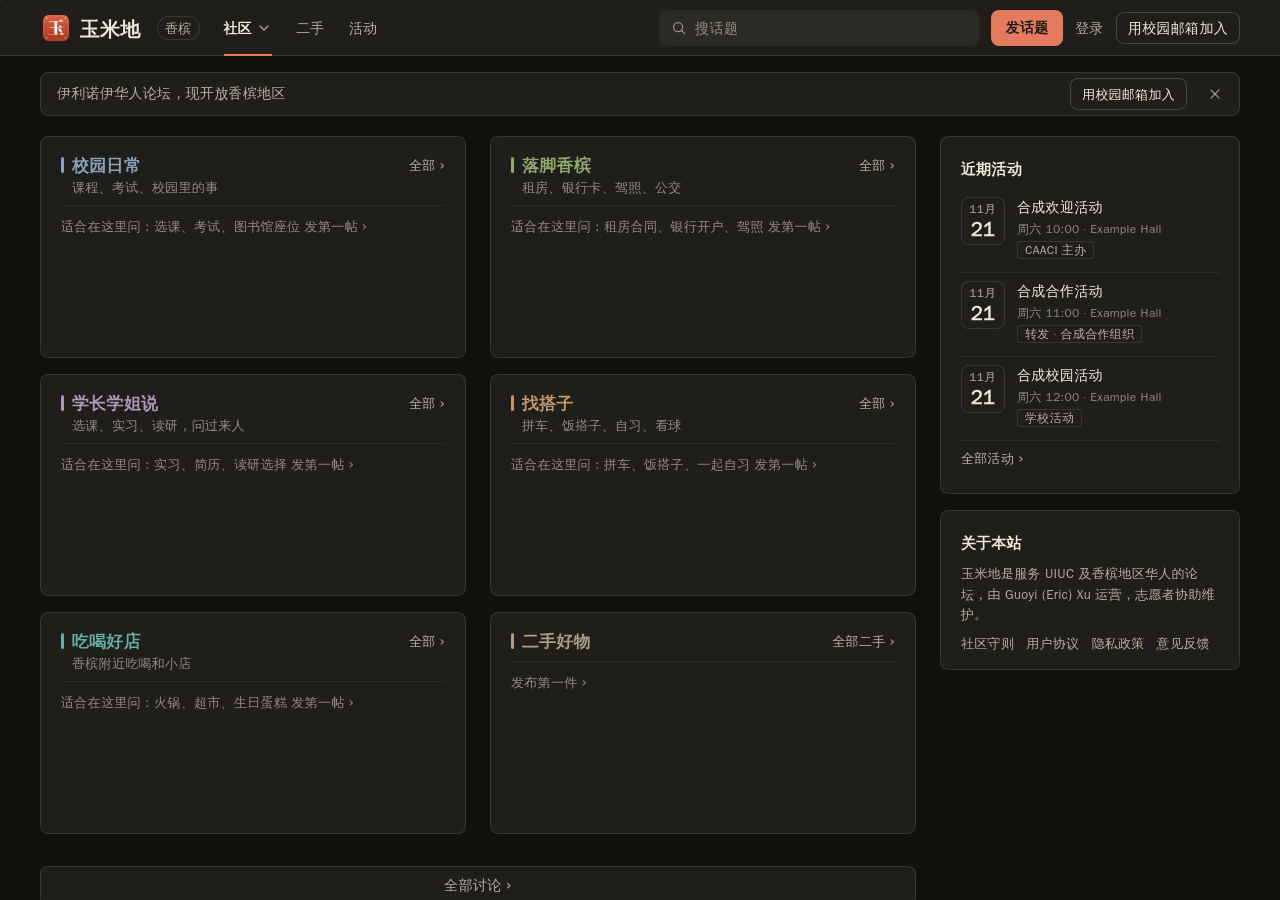 玉 玉米地 香槟 社区 二手 活动 搜话题 发话题 登录 用校园邮箱加入
伊利诺伊华人论坛，现开放香槟地区 用校园邮箱加入
校园日常 全部 ›
课程、考试、校园里的事
适合在这里问：选课、考试、图书馆座位 发第一帖 ›
落脚香槟 全部 ›
租房、银行卡、驾照、公交
适合在这里问：租房合同、银行开户、驾照 发第一帖 ›
学长学姐说 全部 ›
选课、实习、读研，问过来人
适合在这里问：实习、简历、读研选择 发第一帖 ›
找搭子 全部 ›
拼车、饭搭子、自习、看球
适合在这里问：拼车、饭搭子、一起自习 发第一帖 ›
吃喝好店 全部 ›
香槟附近吃喝和小店
适合在这里问：火锅、超市、生日蛋糕 发第一帖 ›
二手好物 全部二手 ›
发布第一件 ›
全部讨论 ›
近期活动
11月
21
合成欢迎活动
周六 10:00 · Example Hall
CAACI 主办
11月
21
合成合作活动
周六 11:00 · Example Hall
转发 · 合成合作组织
11月
21
合成校园活动
周六 12:00 · Example Hall
学校活动
全部活动 ›
关于本站
玉米地是服务 UIUC 及香槟地区华人的论
坛，由 Guoyi (Eric) Xu 运营，志愿者协助维
护。
社区守则 用户协议 隐私政策 意见反馈